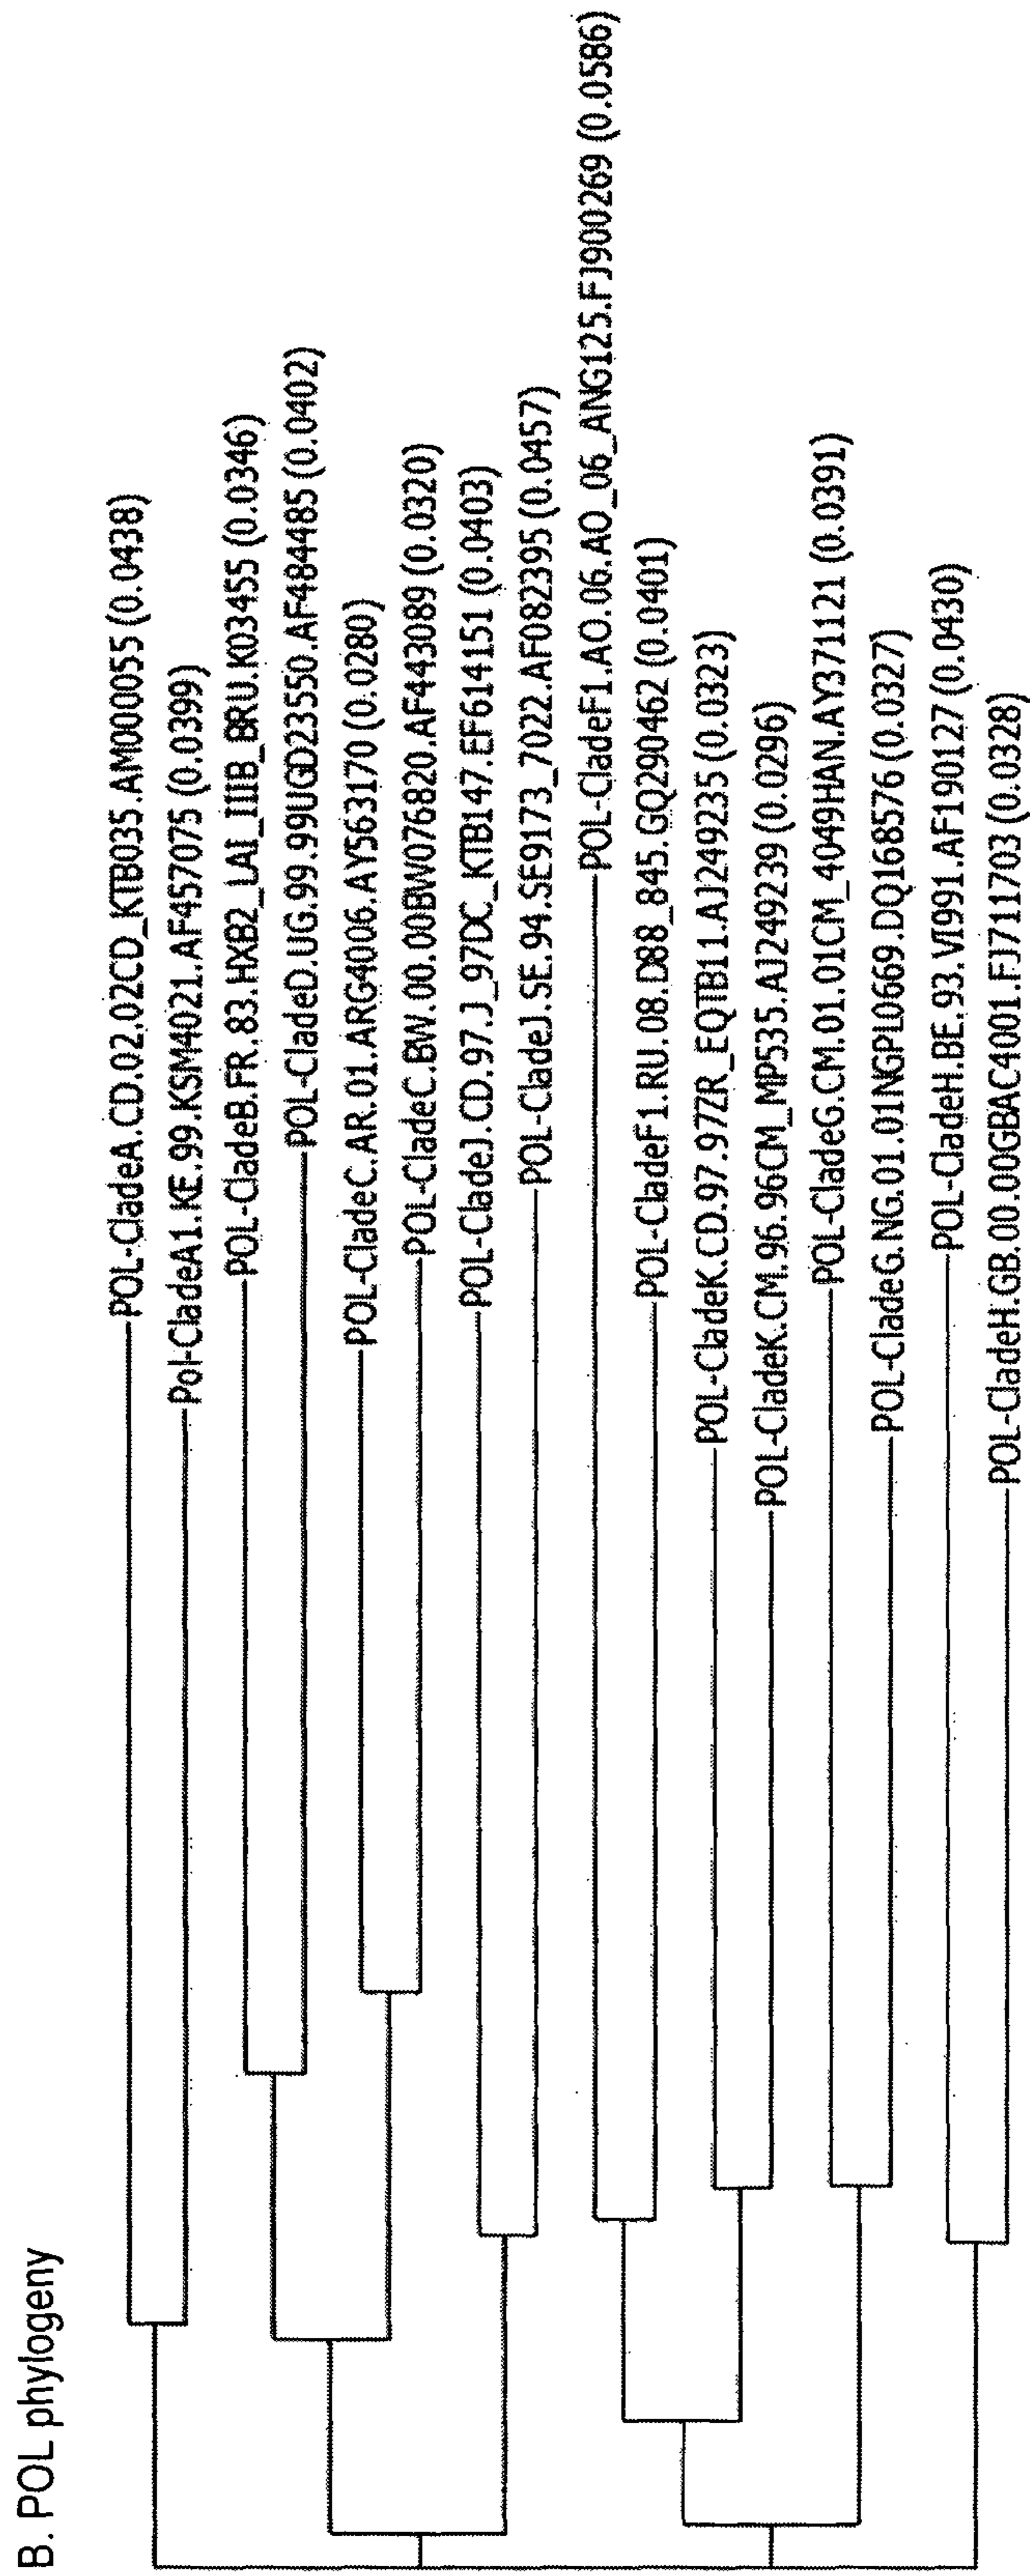 B. POL phylogeny
POL-CladeA.CD.02.02CD_KTB035.AM000055 (0.0438)
Pol-CladeA1.KE.99.KSM4021.AF457075 (0.0399)
POL-CladeB.FR.83.HXB2_LAI_IIIB_BRU.K03455 (0.0346)
POL-CladeD.UG.99.99UGD23550.AF484485 (0.0402)
POL-CladeC.AR.01.ARG4006.AY563170 (0.0280)
POL-CladeC.BW.00.00BW076820.AF443089 (0.0320)
POL-CladeJ.CD.97.J_97DC_KTB147.EF614151 (0.0403)
POL-CladeJ.SE.94.SE9173_7022.AF082395 (0.0457)
POL-CladeF1.AO.06.AO_06_ANG125.FJ900269 (0.0586)
POL-CladeF1.RU.08.D88_845.GQ290462 (0.0401)
POL-CladeK.CD.97.97ZR_EQTB11.AJ249235 (0.0323)
POL-CladeK.CM.96.96CM_MP535.AJ249239 (0.0296)
POL-CladeG.CM.01.01CM_4049HAN.AY371121 (0.0391)
POL-CladeG.NG.01.01NGPL0669.DQ168576 (0.0327)
POL-CladeH.BE.93.VI991.AF190127 (0.0430)
POL-CladeH.GB.00.00GBAC4001.FJ711703 (0.0328)